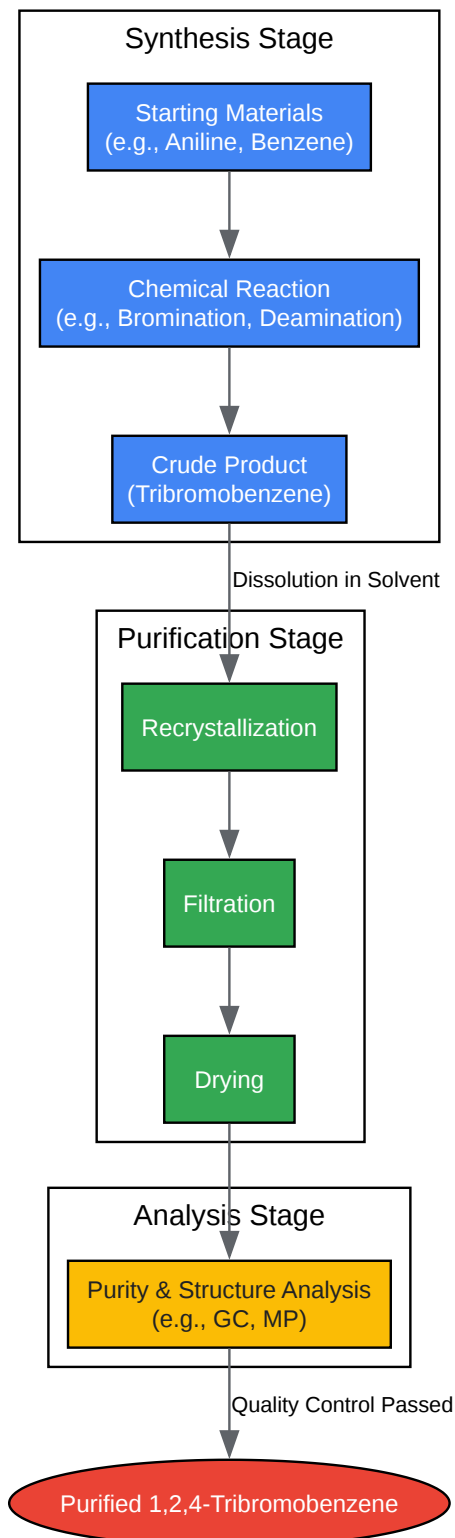 Synthesis Stage
Starting Materials
(e.g., Aniline, Benzene)
Chemical Reaction
(e.g., Bromination, Deamination)
Crude Product
(Tribromobenzene)
Dissolution in Solvent
Purification Stage
Recrystallization
Filtration
Drying
Analysis Stage
Purity & Structure Analysis
(e.g., GC, MP)
Quality Control Passed
Purified 1,2,4-Tribromobenzene